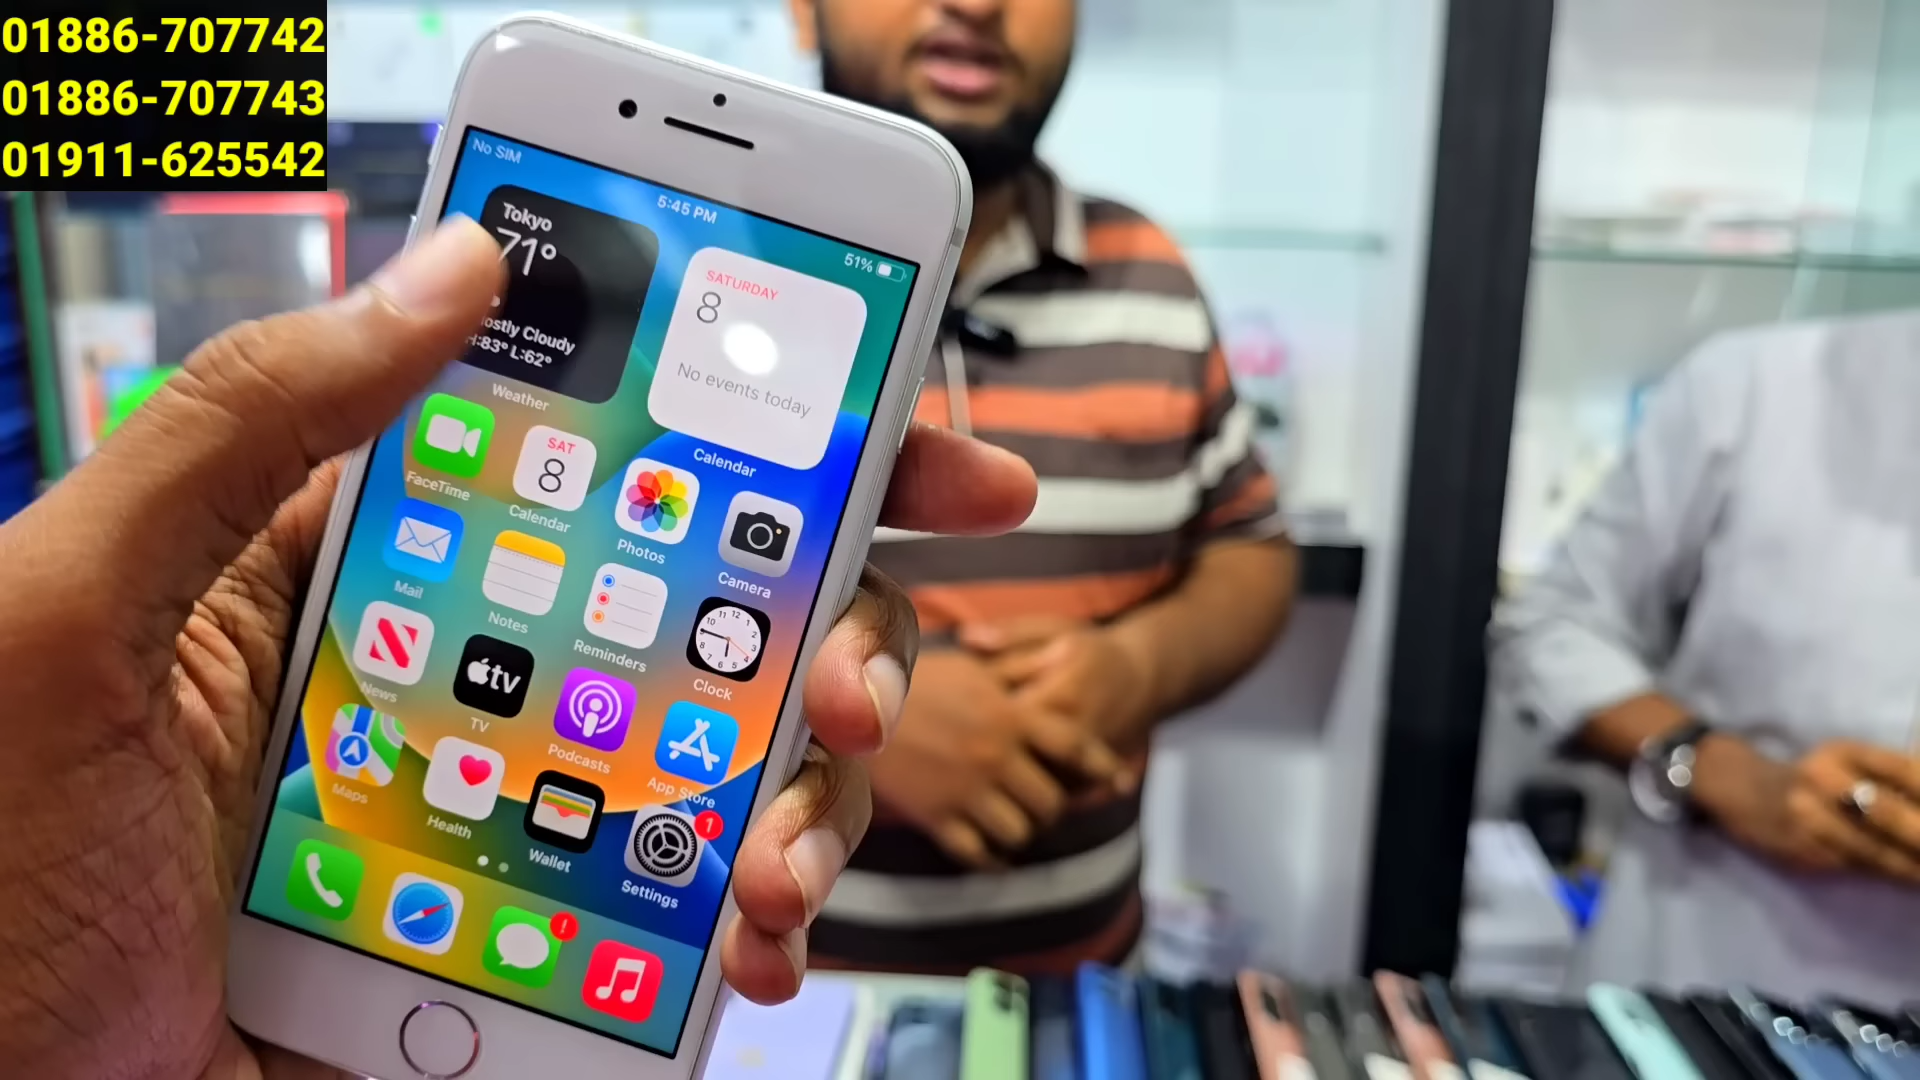 01886-707742
01886-707743
01911-625542
No SIM
5:45 PM
51%
Tokyo
71°
Mostly Cloudy
H:83° L:62°
Weather
SATURDAY
8
No events today
Calendar
FaceTime
SAT
8
Calendar
Photos
Camera
Mail
Notes
Reminders
Clock
News
tv
TV
Podcasts
App Store
Maps
Health
Wallet
1
Settings
!